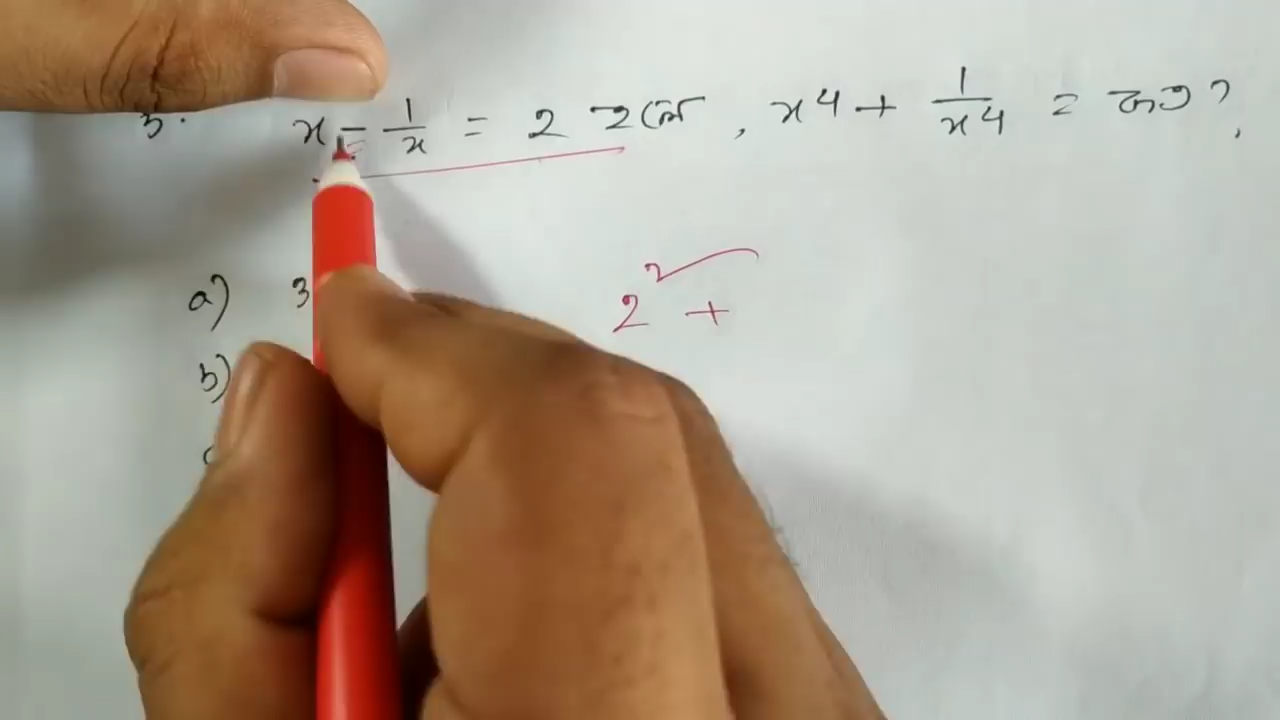 3. x - 1/x = 2 হলে, x⁴ + 1/x⁴ = কত?
a) 3
2² +
b)